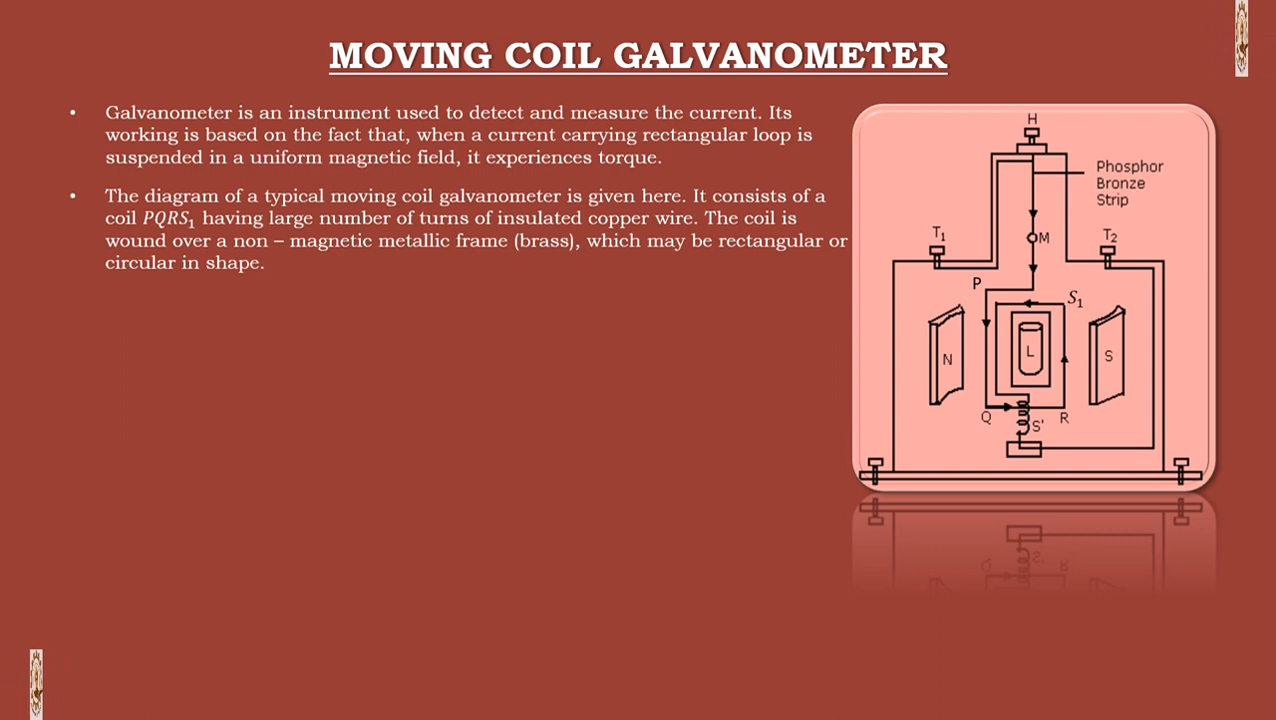 MOVING COIL GALVANOMETER
• Galvanometer is an instrument used to detect and measure the current. Its
working is based on the fact that, when a current carrying rectangular loop is
suspended in a uniform magnetic field, it experiences torque.
• The diagram of a typical moving coil galvanometer is given here. It consists of a
coil PQRS₁ having large number of turns of insulated copper wire. The coil is
wound over a non – magnetic metallic frame (brass), which may be rectangular or
circular in shape.
H
Phosphor
Bronze
Strip
T₁
M
T₂
P
S₁
N
L
S
Q
S'
R